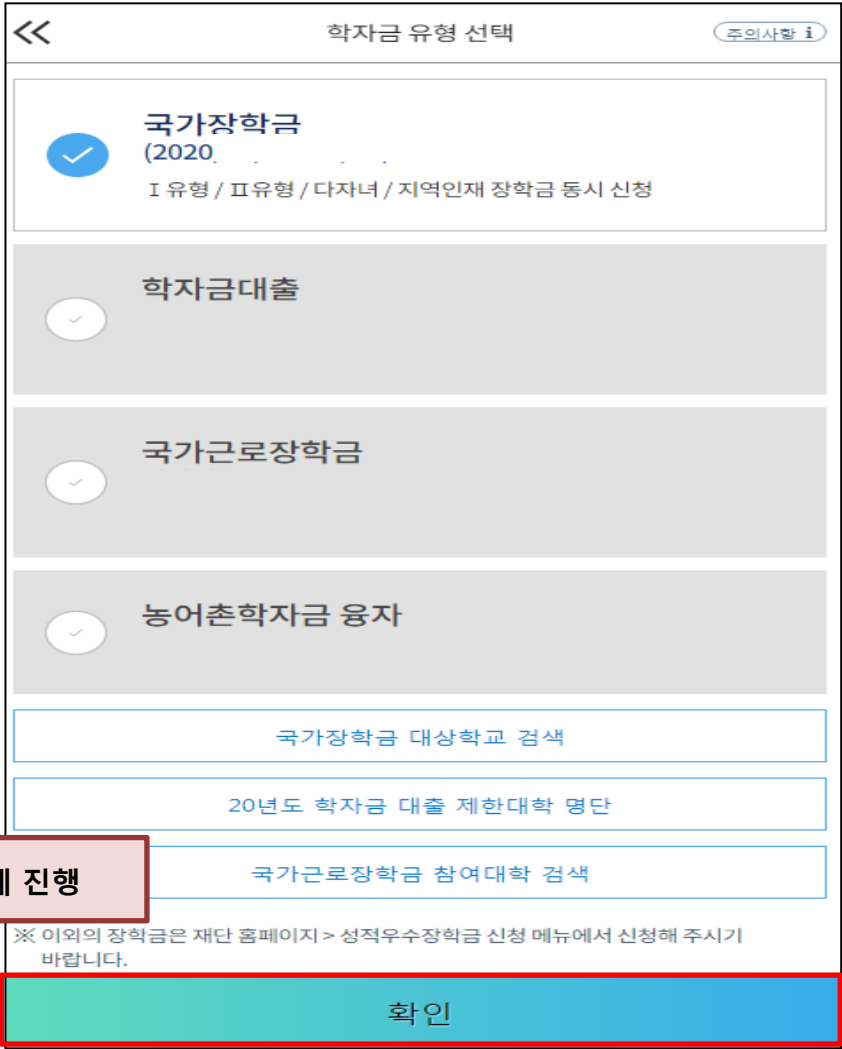 학자금 유형 선택
주의사항 i
국가장학금
(2020
Ⅰ유형 / Ⅱ유형 / 다자녀 / 지역인재 장학금 동시 신청
학자금대출
국가근로장학금
농어촌학자금 융자
국가장학금 대상학교 검색
20년도 학자금 대출 제한대학 명단
진행
국가근로장학금 참여대학 검색
※ 이외의 장학금은 재단 홈페이지 > 성적우수장학금 신청 메뉴에서 신청해 주시기
바랍니다.
확인